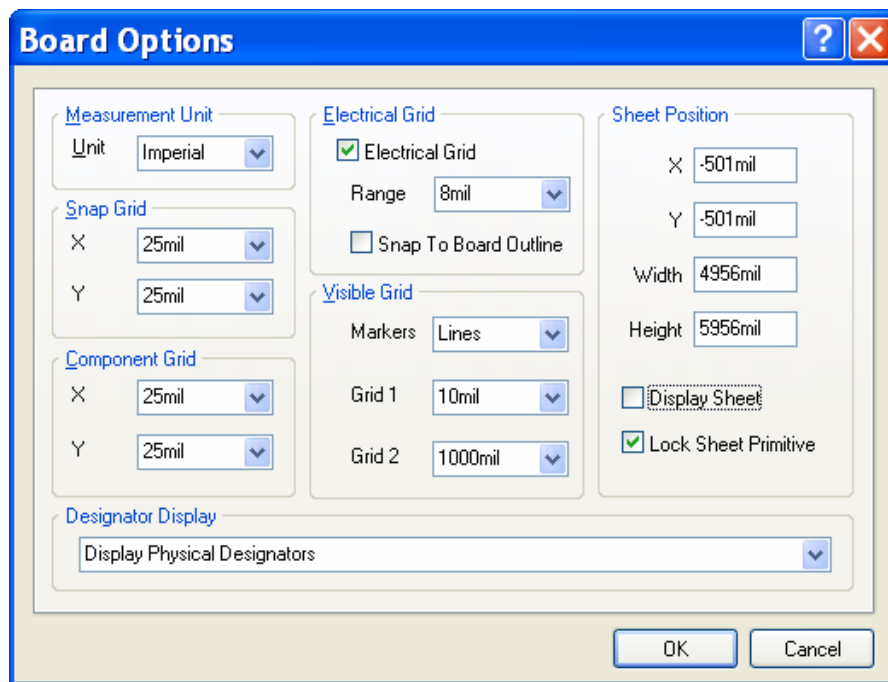 Board Options
Measurement Unit
Unit Imperial
Snap Grid
X 25mil
Y 25mil
Component Grid
X 25mil
Y 25mil
Electrical Grid
Electrical Grid
Range 8mil
Snap To Board Outline
Visible Grid
Markers Lines
Grid 1 10mil
Grid 2 1000mil
Sheet Position
X -501mil
Y -501mil
Width 4956mil
Height 5956mil
Display Sheet
Lock Sheet Primitive
Designator Display
Display Physical Designators
OK Cancel